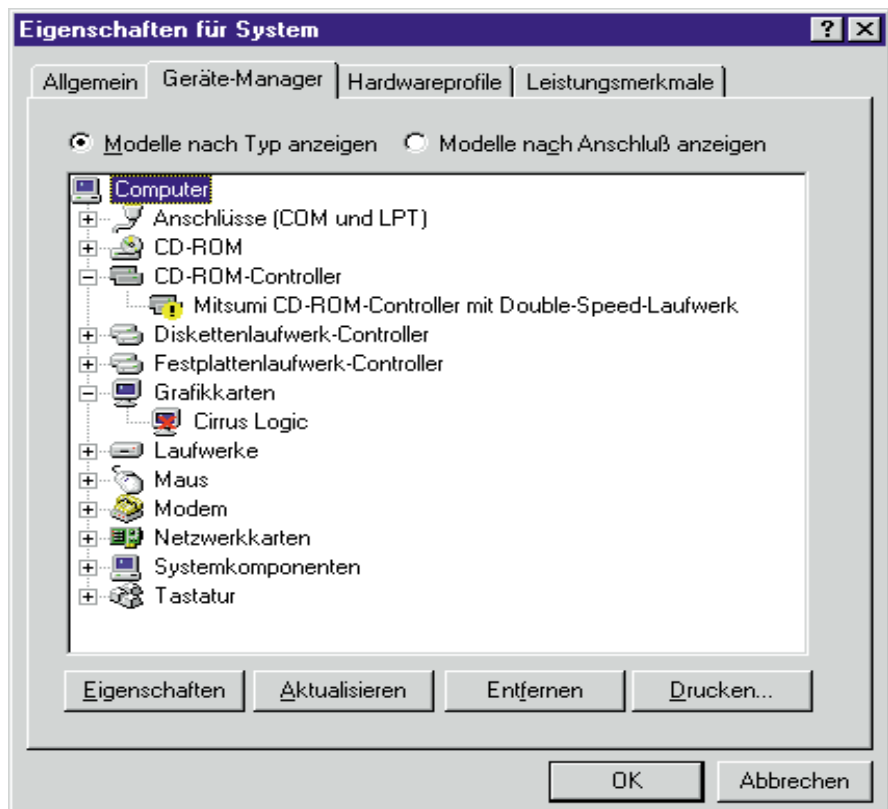 Eigenschaften für System
Allgemein Geräte-Manager Hardwareprofile Leistungsmerkmale
Modelle nach Typ anzeigen Modelle nach Anschluß anzeigen
Computer
Anschlüsse (COM und LPT)
CD-ROM
CD-ROM-Controller
Mitsumi CD-ROM-Controller mit Double-Speed-Laufwerk
Diskettenlaufwerk-Controller
Festplattenlaufwerk-Controller
Grafikkarten
Cirrus Logic
Laufwerke
Maus
Modem
Netzwerkkarten
Systemkomponenten
Tastatur
Eigenschaften Aktualisieren Entfernen Drucken...
OK Abbrechen